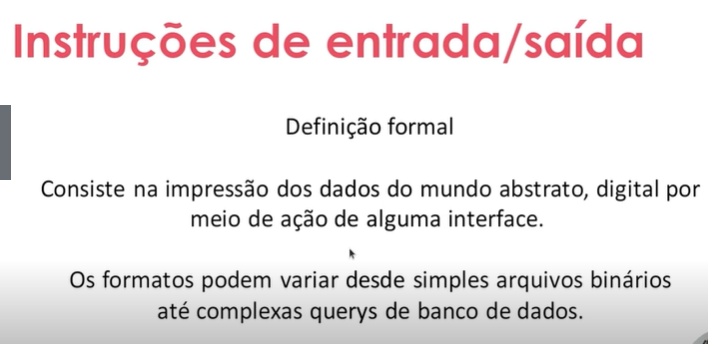 Instruções de entrada/saída
Definição formal
Consiste na impressão dos dados do mundo abstrato, digital por
meio de ação de alguma interface.
Os formatos podem variar desde simples arquivos binários
até complexas querys de banco de dados.